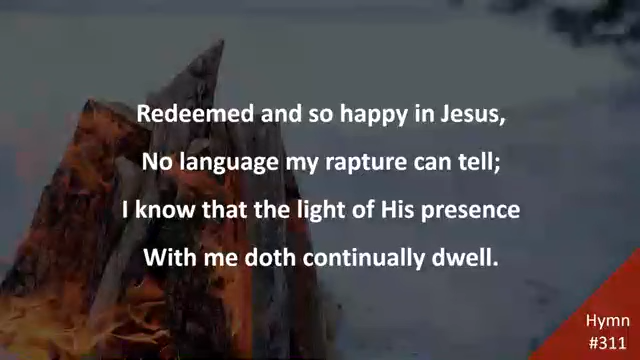 Redeemed and so happy in Jesus,
No language my rapture can tell;
I know that the light of His presence
With me doth continually dwell.
Hymn
#311